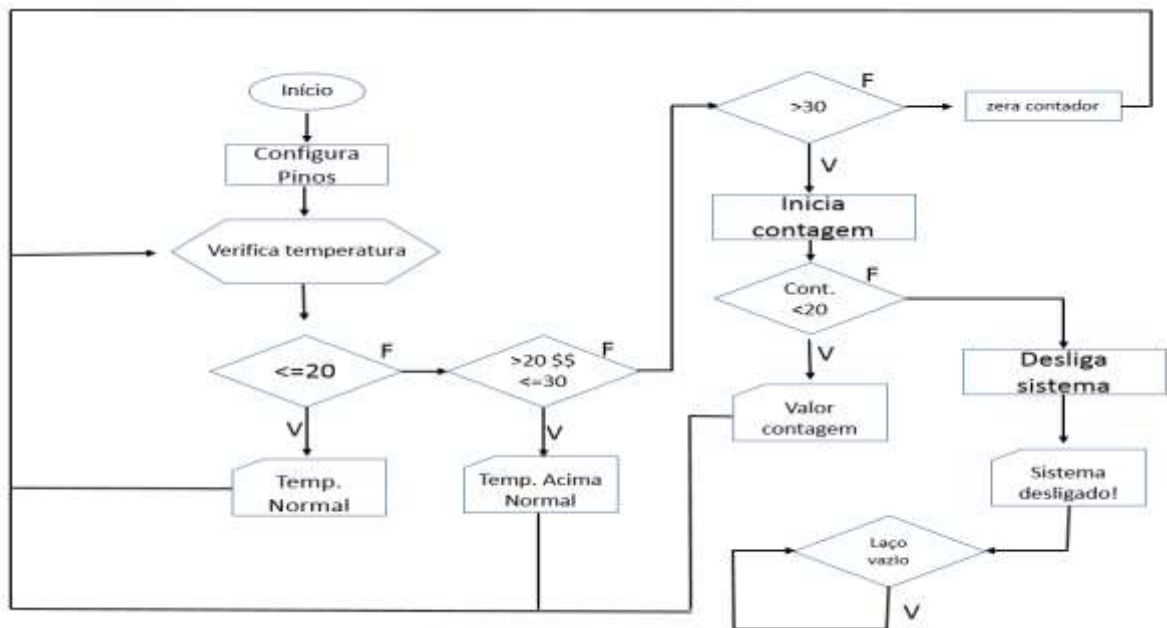 Início
Configura
Pinos
Verifica temperatura
<=20
F
V
Temp.
Normal
>20 $$
<=30
F
V
Temp. Acima
Normal
>30
F
zera contador
V
Inicia
contagem
Cont.
<20
F
V
Valor
contagem
Desliga
sistema
Sistema
desligado!
Laço
vazio
V